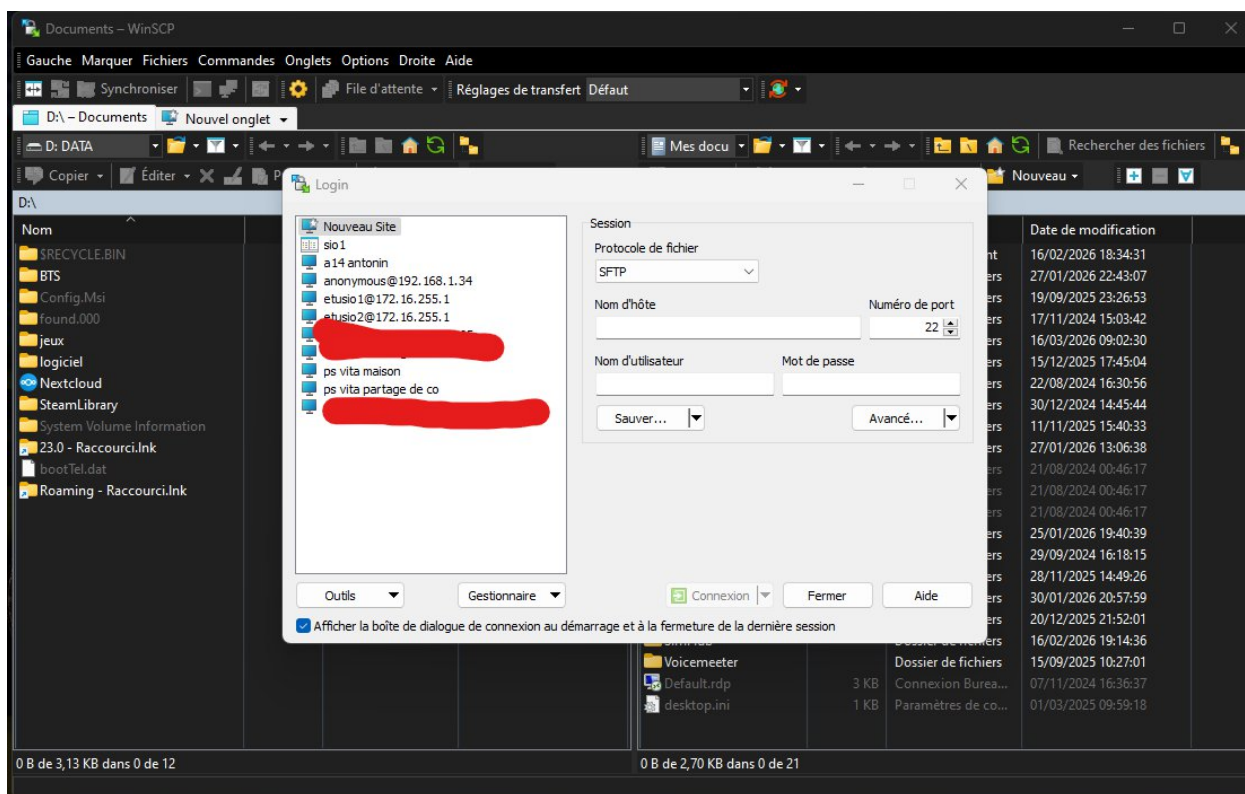 Documents – WinSCP
Gauche Marquer Fichiers Commandes Onglets Options Droite Aide
Synchroniser File d'attente Réglages de transfert Défaut
D:\ – Documents Nouvel onglet
D: DATA Mes docu Rechercher des fichiers
Copier Éditer Nouveau
D:\
Nom
$RECYCLE.BIN
BTS
Config.Msi
found.000
jeux
logiciel
Nextcloud
SteamLibrary
System Volume Information
23.0 - Raccourci.lnk
bootTel.dat
Roaming - Raccourci.lnk
Login
Nouveau Site
sio1
a14 antonin
anonymous@192.168.1.34
etusio1@172.16.255.1
etusio2@172.16.255.1
ps vita maison
ps vita partage de co
Session
Protocole de fichier
SFTP
Nom d'hôte Numéro de port
22
Nom d'utilisateur Mot de passe
Sauver... Avancé...
Outils Gestionnaire Connexion Fermer Aide
Afficher la boîte de dialogue de connexion au démarrage et à la fermeture de la dernière session
Date de modification
16/02/2026 18:34:31
27/01/2026 22:43:07
19/09/2025 23:26:53
17/11/2024 15:03:42
16/03/2026 09:02:30
15/12/2025 17:45:04
22/08/2024 16:30:56
30/12/2024 14:45:44
11/11/2025 15:40:33
27/01/2026 13:06:38
21/08/2024 00:46:17
21/08/2024 00:46:17
21/08/2024 00:46:17
25/01/2026 19:40:39
29/09/2024 16:18:15
28/11/2025 14:49:26
30/01/2026 20:57:59
20/12/2025 21:52:01
16/02/2026 19:14:36
Voicemeeter Dossier de fichiers 15/09/2025 10:27:01
Default.rdp 3 KB Connexion Burea... 07/11/2024 16:36:37
desktop.ini 1 KB Paramètres de co... 01/03/2025 09:59:18
0 B de 3,13 KB dans 0 de 12
0 B de 2,70 KB dans 0 de 21